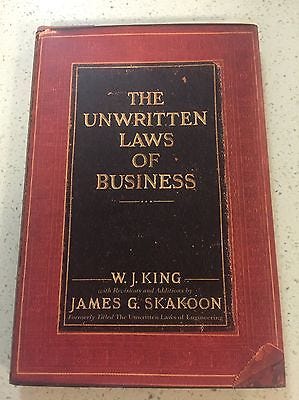 THE
UNWRITTEN
LAWS
OF
BUSINESS
W. J. KING
with Revisions and Additions by
JAMES G. SKAKOON
Formerly Titled The Unwritten Laws of Engineering